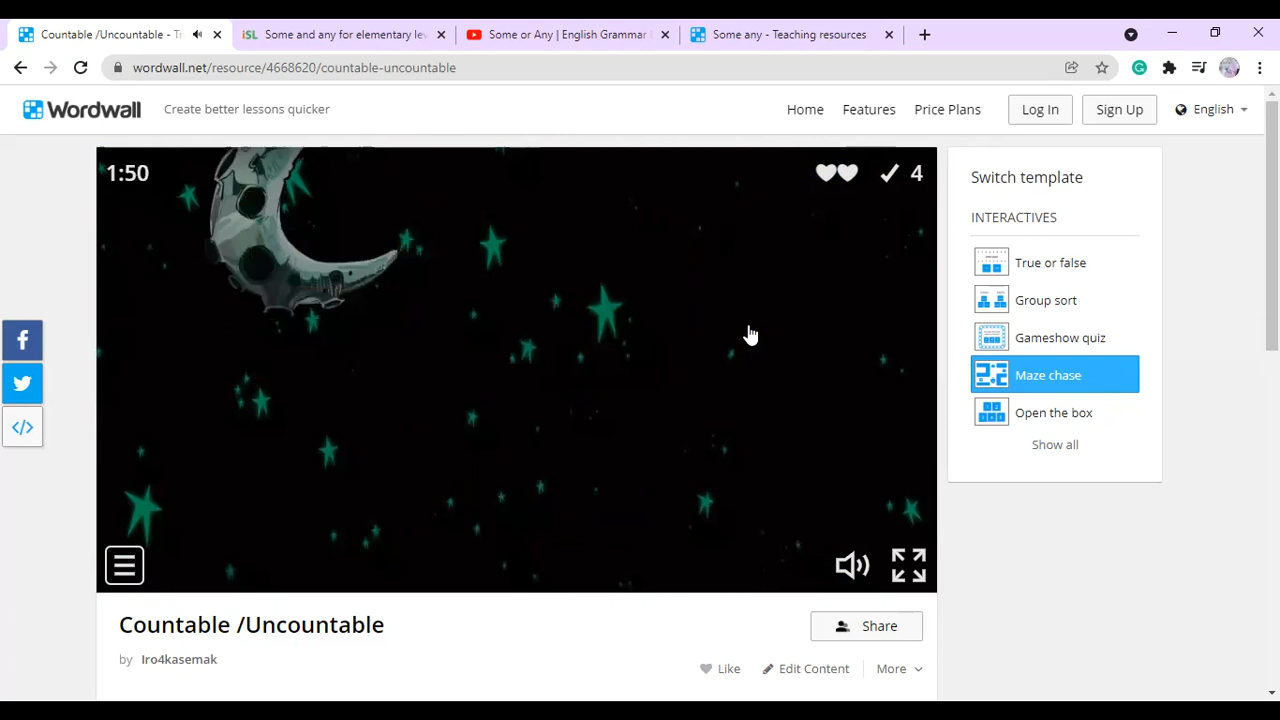 Countable /Uncountable - Tr
Some and any for elementary lev
Some or Any | English Grammar
Some any - Teaching resources
wordwall.net/resource/4668620/countable-uncountable
Wordwall
Create better lessons quicker
Home
Features
Price Plans
Log In
Sign Up
English
1:50
4
Switch template
INTERACTIVES
True or false
Group sort
Gameshow quiz
Maze chase
Open the box
Show all
Countable /Uncountable
Share
by Iro4kasemak
Like
Edit Content
More